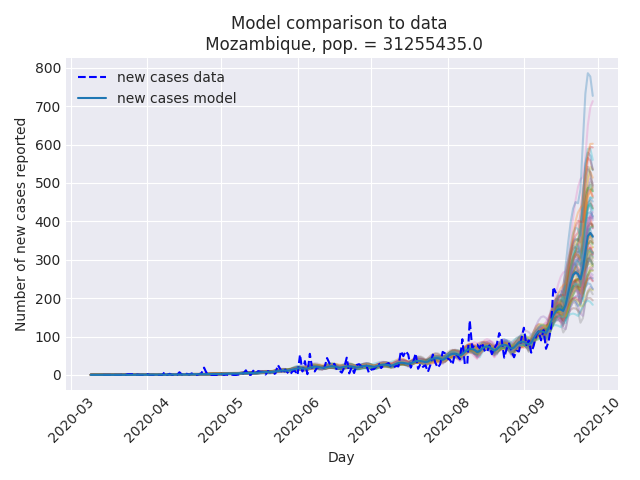 Model comparison to data
Mozambique, pop. = 31255435.0
new cases data
new cases model
Number of new cases reported
800
700
600
500
400
300
200
100
0
2020-03
2020-04
2020-05
2020-06
2020-07
2020-08
2020-09
2020-10
Day